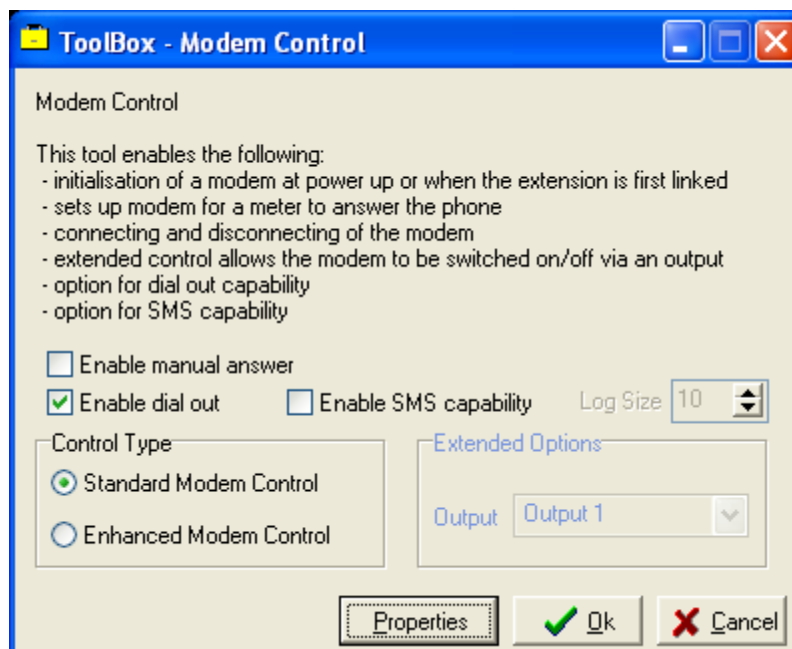 ToolBox - Modem Control
Modem Control
This tool enables the following:
- initialisation of a modem at power up or when the extension is first linked
- sets up modem for a meter to answer the phone
- connecting and disconnecting of the modem
- extended control allows the modem to be switched on/off via an output
- option for dial out capability
- option for SMS capability
Enable manual answer
Enable dial out Enable SMS capability Log Size 10
Control Type Extended Options
Standard Modem Control
Output Output 1
Enhanced Modem Control
Properties Ok Cancel